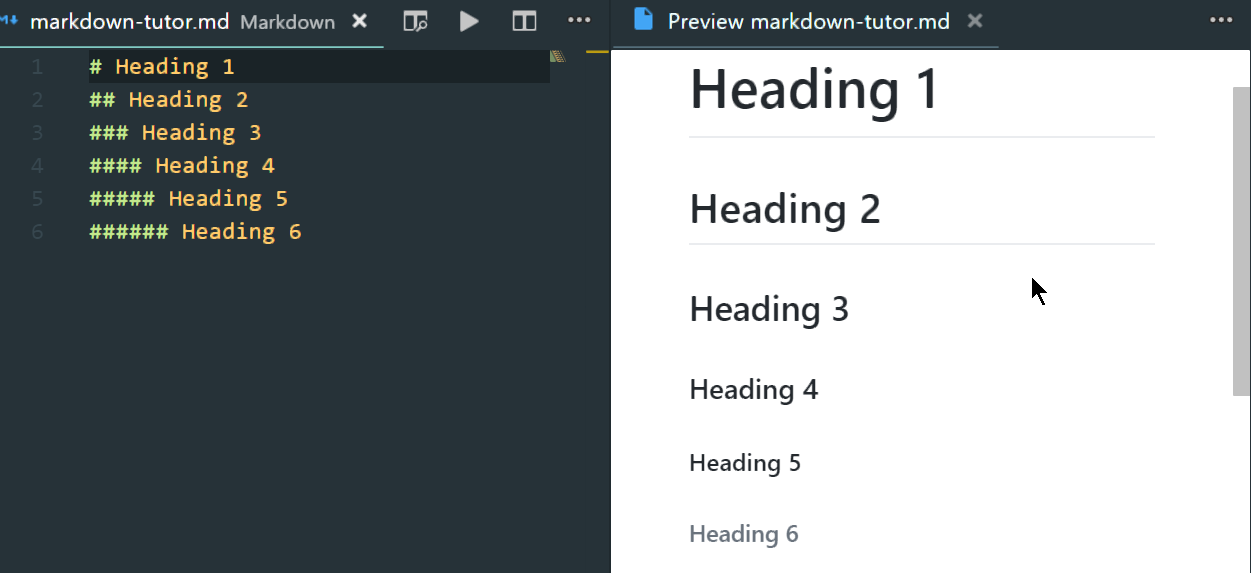 markdown-tutor.md Markdown
1 # Heading 1
2 ## Heading 2
3 ### Heading 3
4 #### Heading 4
5 ##### Heading 5
6 ###### Heading 6
Preview markdown-tutor.md
Heading 1
Heading 2
Heading 3
Heading 4
Heading 5
Heading 6